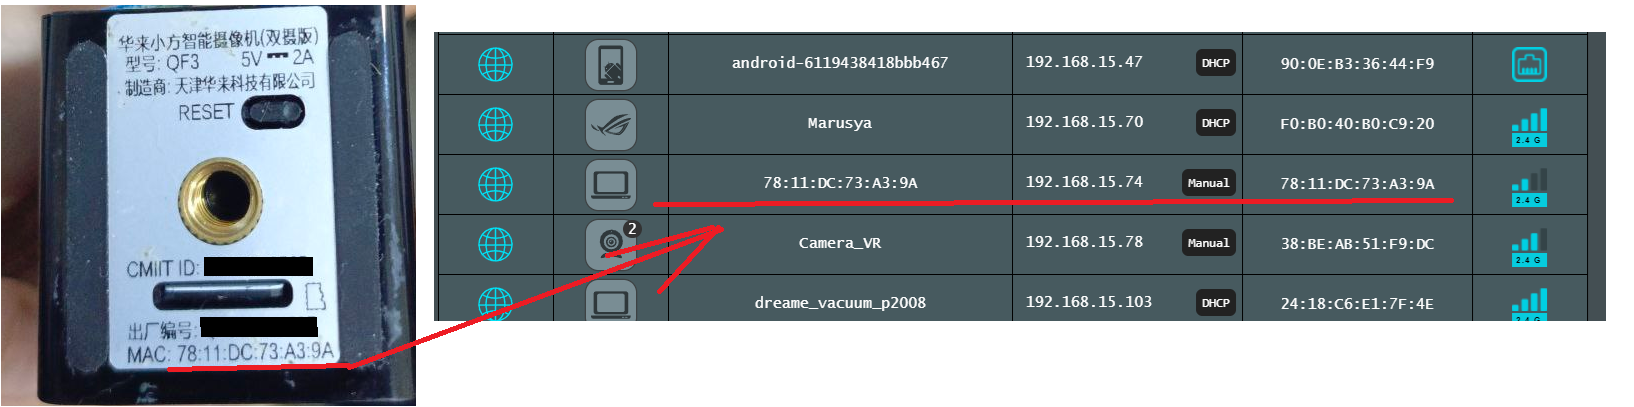 华来小方智能摄像机(双摄版)
型号: QF3 5V ⎓ 2A
制造商: 天津华来科技有限公司
RESET
CMIIT ID:
出厂编号:
MAC: 78:11:DC:73:A3:9A
android-6119438418bbb467 192.168.15.47 DHCP 90:0E:B3:36:44:F9
Marusya 192.168.15.70 DHCP F0:B0:40:B0:C9:20 2.4 G
78:11:DC:73:A3:9A 192.168.15.74 Manual 78:11:DC:73:A3:9A 2.4 G
2 Camera_VR 192.168.15.78 Manual 38:BE:AB:51:F9:DC 2.4 G
dreame_vacuum_p2008 192.168.15.103 DHCP 24:18:C6:E1:7F:4E 2.4 G